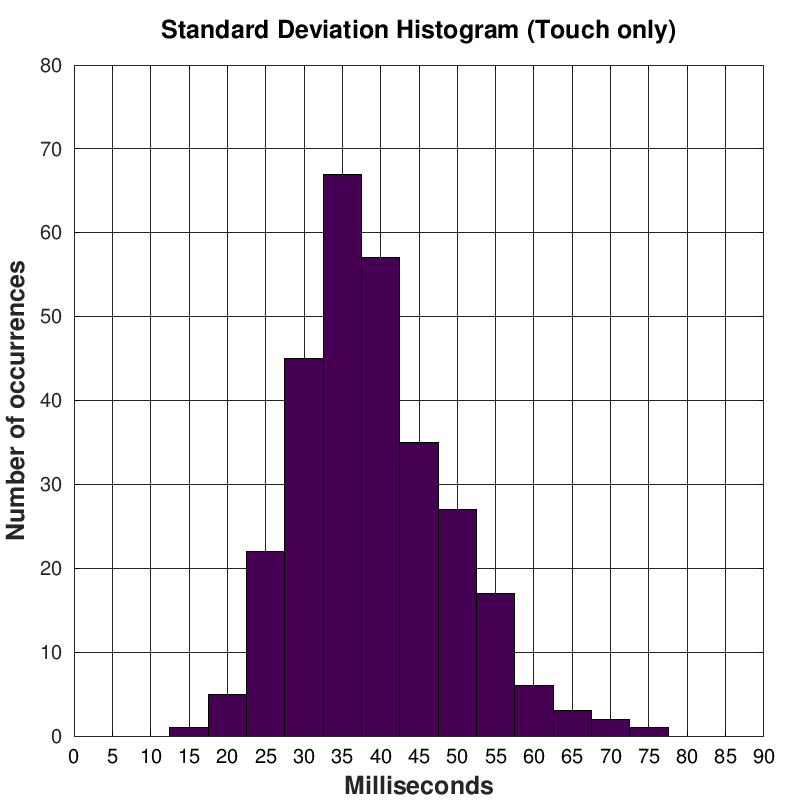 Standard Deviation Histogram (Touch only)
80
70
60
50
40
30
20
10
0
Number of occurrences
0 5 10 15 20 25 30 35 40 45 50 55 60 65 70 75 80 85 90
Milliseconds